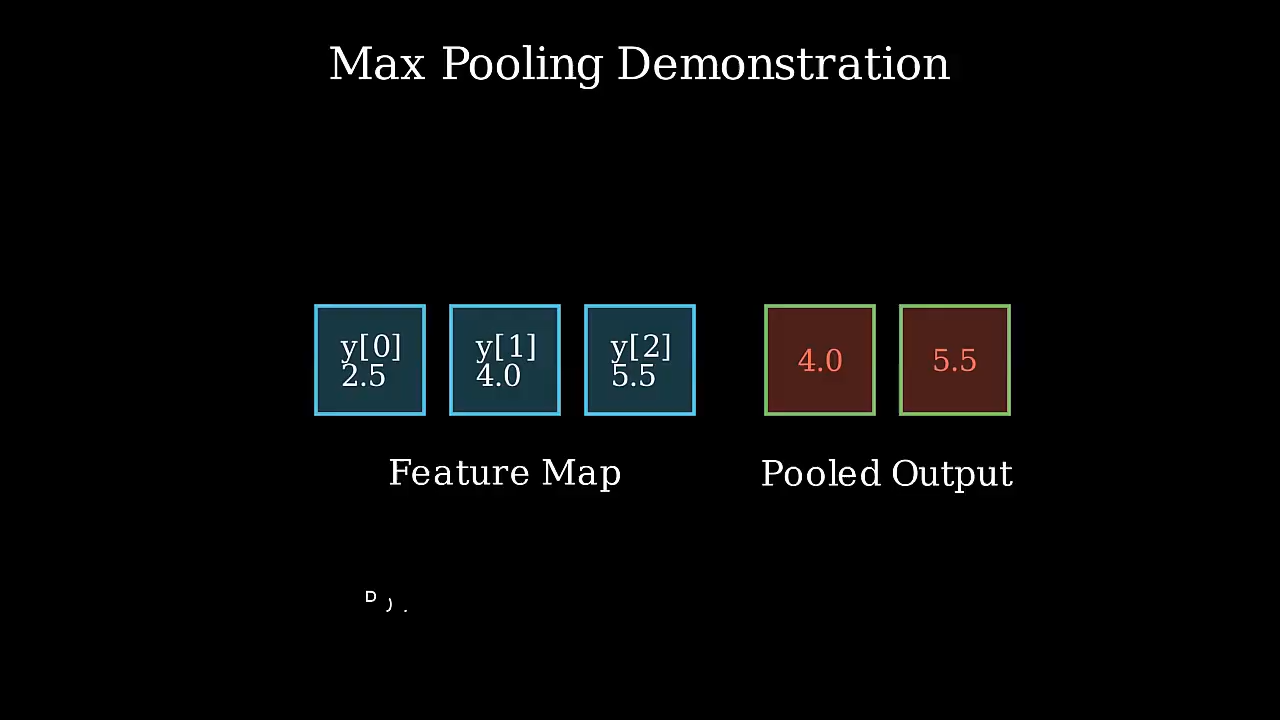 Max Pooling Demonstration
y[0] y[1] y[2]
2.5 4.0 5.5
4.0 5.5
Feature Map Pooled Output